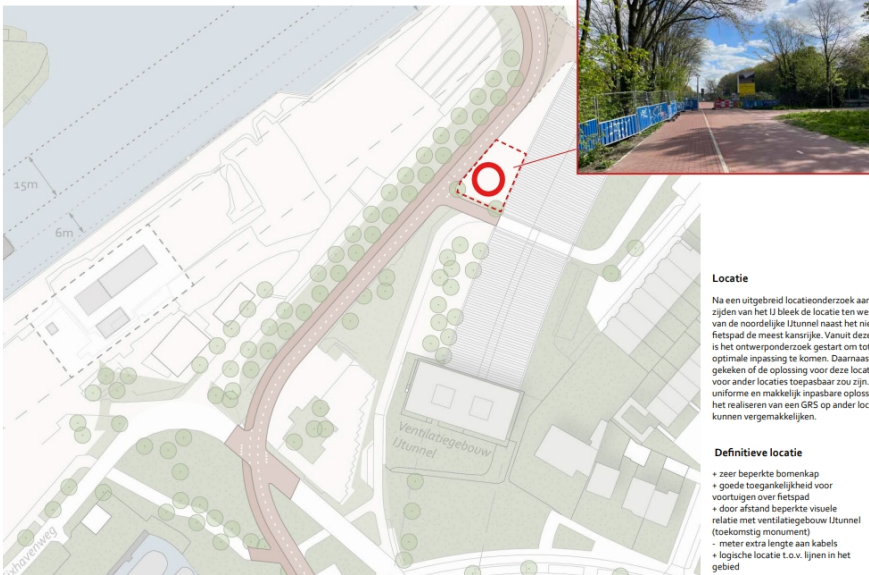 15m
6m
Ventilatiegebouw
IJtunnel
ixhavenweg
Locatie
Na een uitgebreid locatieonderzoek aan
zijden van het IJ bleek de locatie ten we
van de noordelijke IJtunnel naast het nie
fietspad de meest kansrijke. Vanuit deze
is het ontwerponderzoek gestart om tot
optimale inpassing te komen. Daarnaas
gekeken of de oplossing voor deze locat
voor ander locaties toepasbaar zou zijn.
uniforme en makkelijk inpasbare oploss
het realiseren van een GRS op ander loc
kunnen vergemakkelijken.
Definitieve locatie
+ zeer beperkte bomenkap
+ goede toegankelijkheid voor
voortuigen over fietspad
+ door afstand beperkte visuele
relatie met ventilatiegebouw IJtunnel
(toekomstig monument)
- meter extra lengte aan kabels
+ logische locatie t.o.v. lijnen in het
gebied